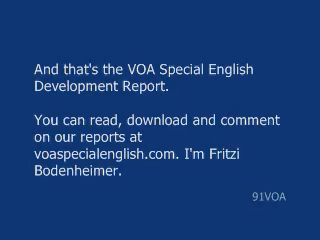 And that's the VOA Special English
Development Report.
You can read, download and comment
on our reports at
voaspecialenglish.com. I'm Fritzi
Bodenheimer.
91VOA